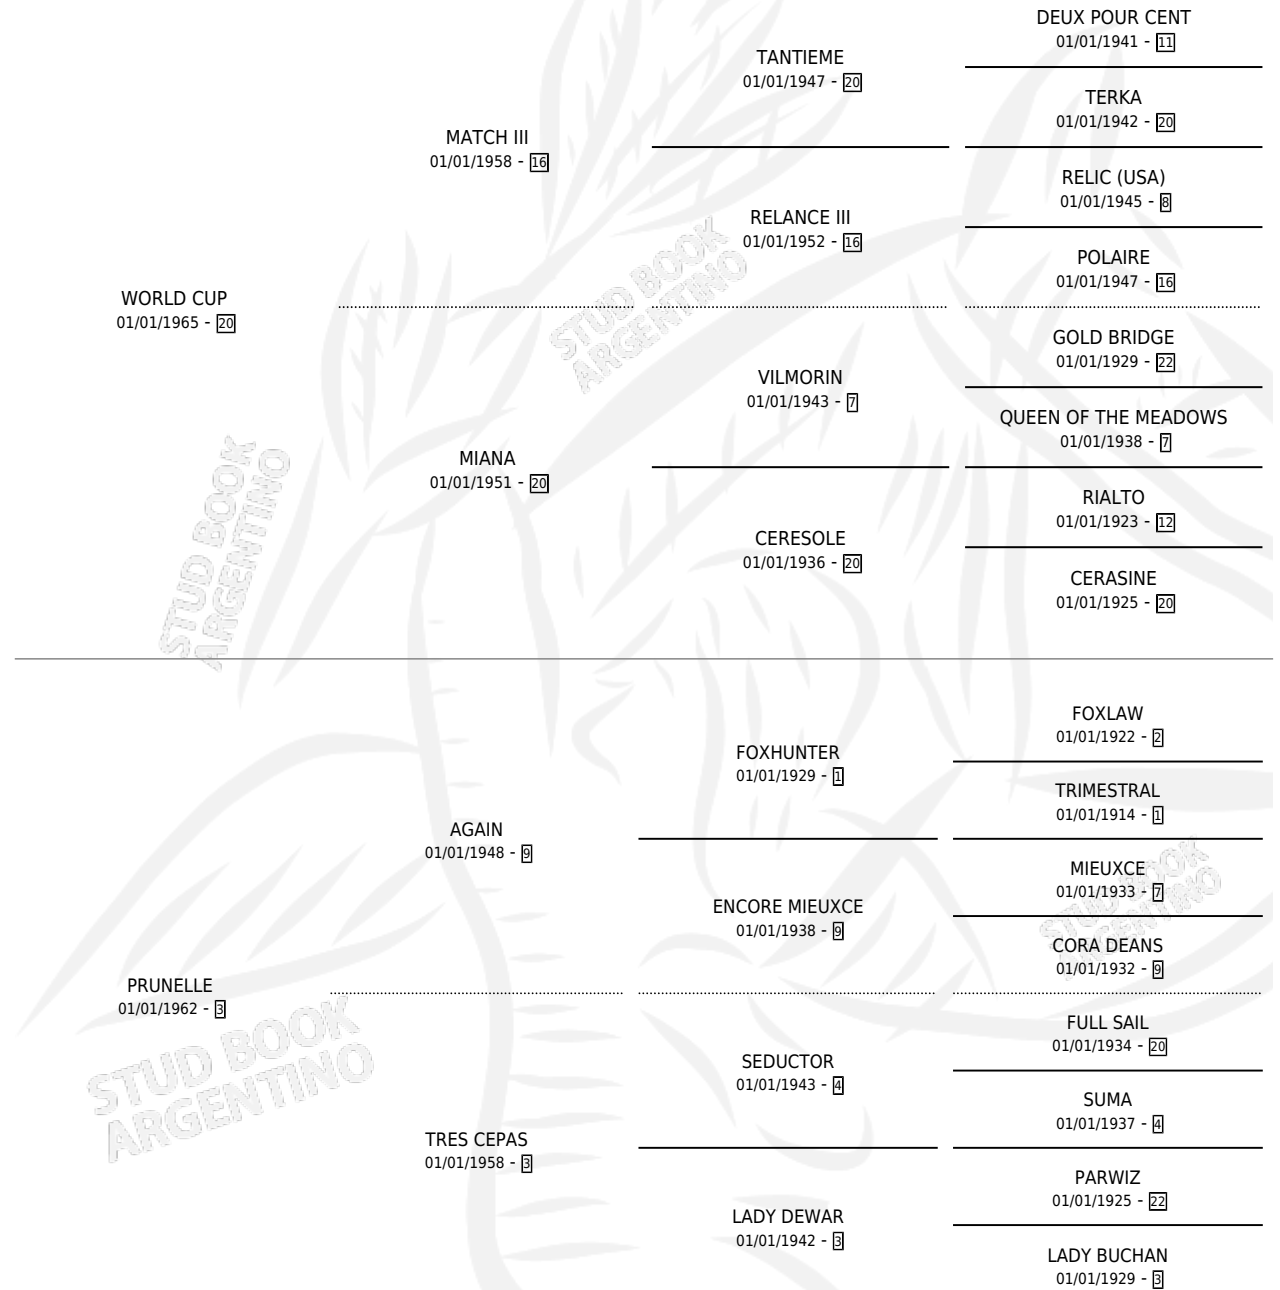 DEUX POUR CENT
01/01/1941 - 11
TANTIEME
01/01/1947 - 20
TERKA
01/01/1942 - 20
MATCH III
01/01/1958 - 16
RELIC (USA)
01/01/1945 - 8
RELANCE III
01/01/1952 - 16
POLAIRE
01/01/1947 - 16
WORLD CUP
01/01/1965 - 20
STUD BOOK
ARGENTINO
GOLD BRIDGE
01/01/1929 - 22
VILMORIN
01/01/1943 - 7
QUEEN OF THE MEADOWS
01/01/1938 - 7
MIANA
01/01/1951 - 20
STUD BOOK
ARGENTINO
RIALTO
01/01/1923 - 12
CERESOLE
01/01/1936 - 20
CERASINE
01/01/1925 - 20
FOXLAW
01/01/1922 - 2
FOXHUNTER
01/01/1929 - 1
TRIMESTRAL
01/01/1914 - 1
AGAIN
01/01/1948 - 9
MIEUXCE
01/01/1933 - 7
STUD BOOK
ARGENTINO
ENCORE MIEUXCE
01/01/1938 - 9
CORA DEANS
01/01/1932 - 9
PRUNELLE
01/01/1962 - 3
STUD BOOK
ARGENTINO
FULL SAIL
01/01/1934 - 20
SEDUCTOR
01/01/1943 - 4
SUMA
01/01/1937 - 4
TRES CEPAS
01/01/1958 - 3
PARWIZ
01/01/1925 - 22
LADY DEWAR
01/01/1942 - 3
LADY BUCHAN
01/01/1929 - 3